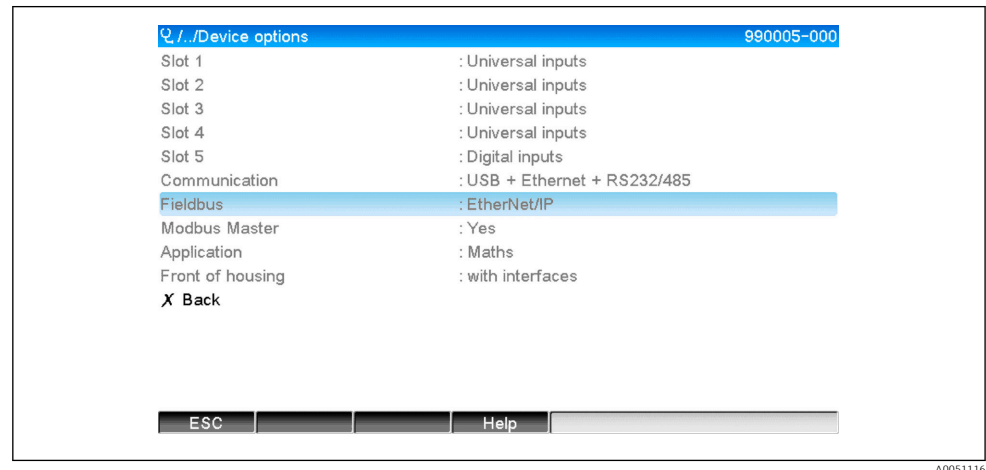 /../Device options 990005-000
Slot 1 : Universal inputs
Slot 2 : Universal inputs
Slot 3 : Universal inputs
Slot 4 : Universal inputs
Slot 5 : Digital inputs
Communication : USB + Ethernet + RS232/485
Fieldbus : EtherNet/IP
Modbus Master : Yes
Application : Maths
Front of housing : with interfaces
X Back
ESC Help
A0051116